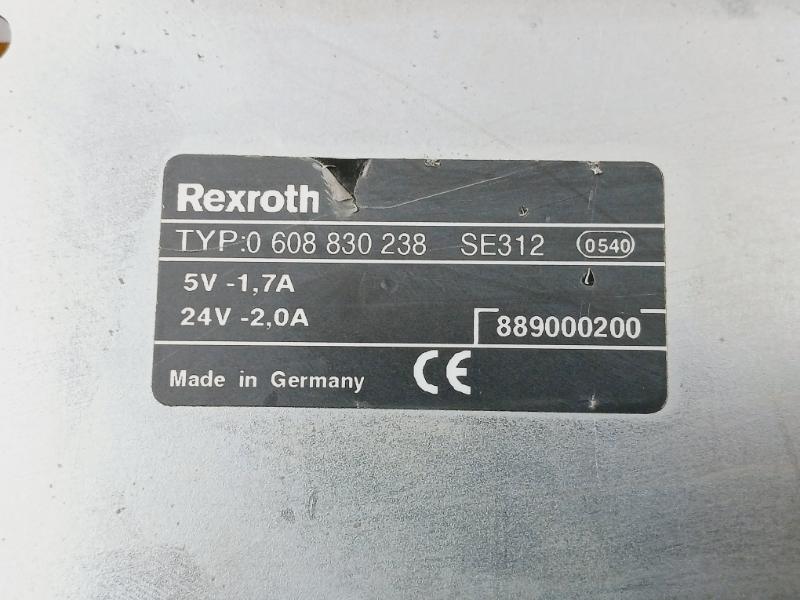 Rexroth
TYP:0 608 830 238 SE312 0540
5V -1,7A
24V -2,0A
889000200
Made in Germany CE